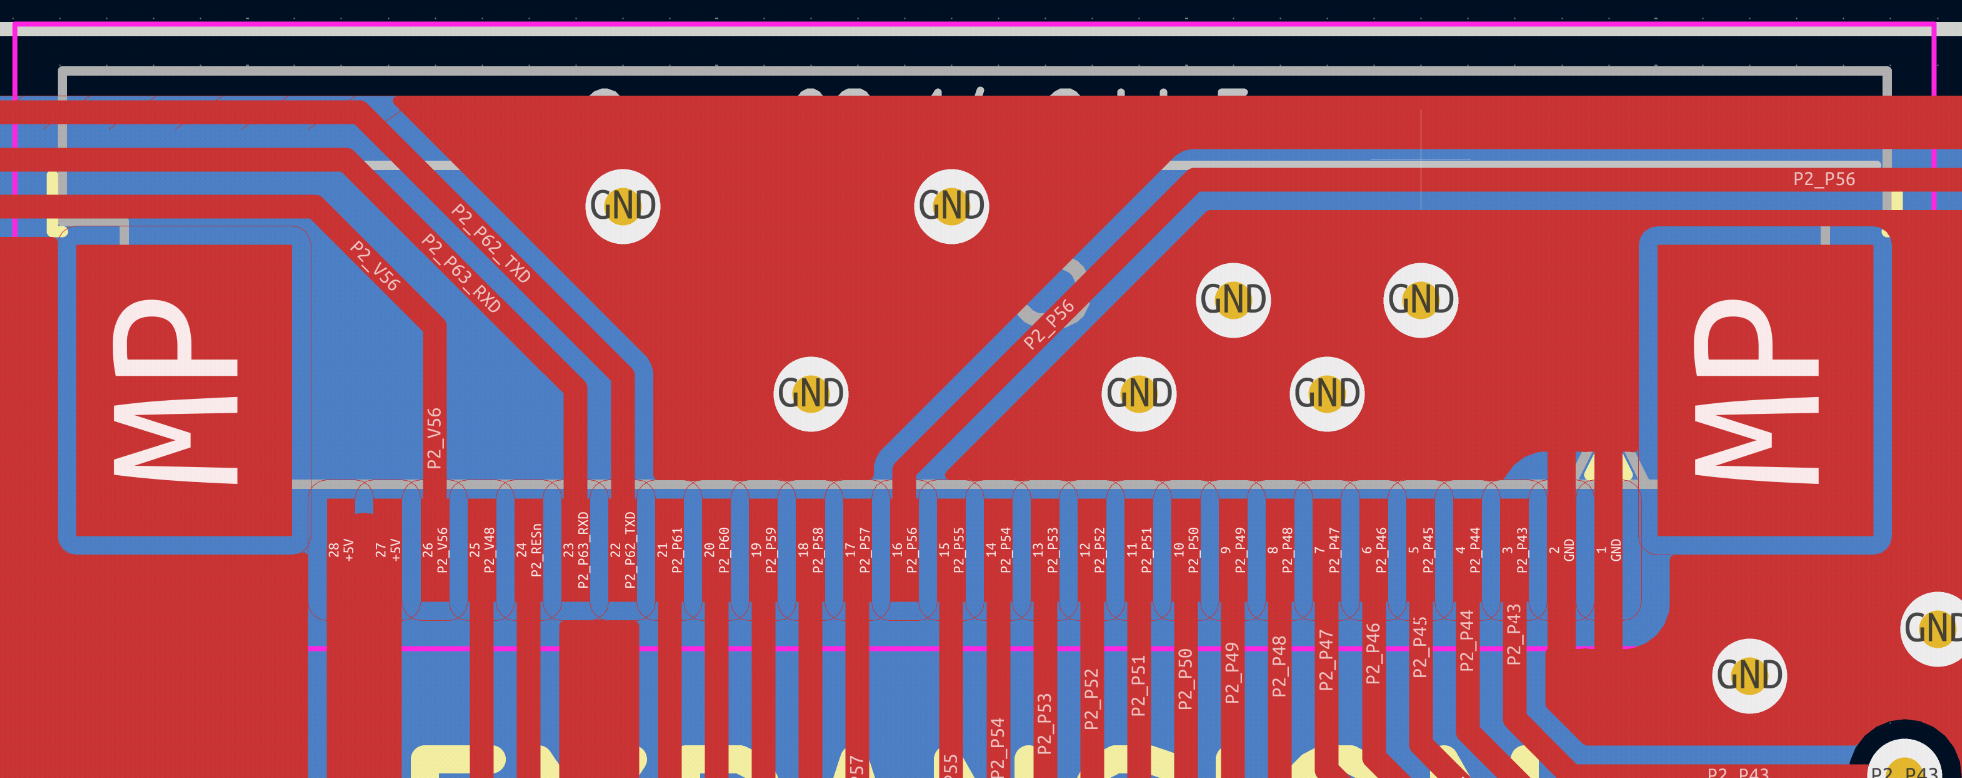 P2_P56
GND
GND
P2_P62_TXD
P2_P63_RXD
P2_V56
GND
GND
P2_P56
GND
GND
GND
MP
MP
P2_V56
28
+5V
27
+5V
26
P2_V56
25
P2_V48
24
P2_RESn
23
P2_P63_RXD
22
P2_P62_TXD
21
P2_P61
20
P2_P60
19
P2_P59
18
P2_P58
17
P2_P57
16
P2_P56
15
P2_P55
14
P2_P54
13
P2_P53
12
P2_P52
11
P2_P51
10
P2_P50
9
P2_P49
8
P2_P48
7
P2_P47
6
P2_P46
5
P2_P45
4
P2_P44
3
P2_P43
2
GND
1
GND
P2_P54
P2_P53
P2_P52
P2_P51
P2_P50
P2_P49
P2_P48
P2_P47
P2_P46
P2_P45
P2_P44
P2_P43
GND
GND
57
55
P2_P43
P2_P43